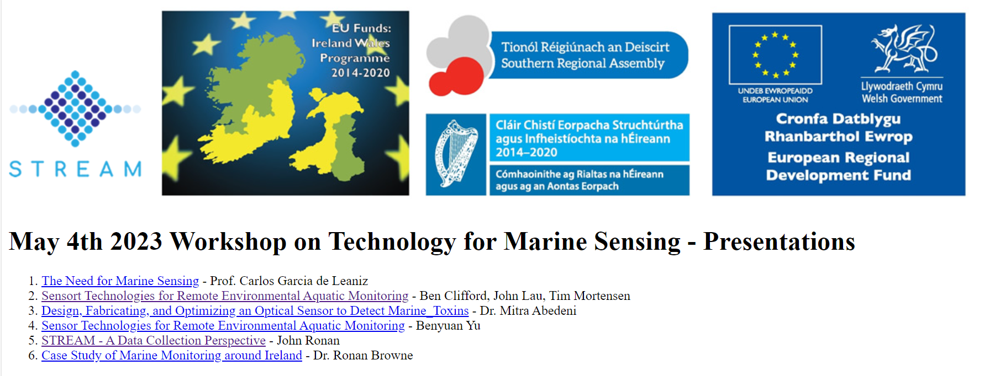 STREAM
EU Funds:
Ireland Wales
Programme
2014-2020
Tionól Réigiúnach an Deiscirt
Southern Regional Assembly
Cláir Chistí Eorpacha Struchtúrtha
agus Infheistíochta na hÉireann
2014–2020
Cómhaoinithe ag Rialtas na hÉireann
agus ag an Aontas Eorpach
UNDEB EWROPEAIDD
EUROPEAN UNION
Llywodraeth Cymru
Welsh Government
Cronfa Datblygu
Rhanbarthol Ewrop
European Regional
Development Fund
May 4th 2023 Workshop on Technology for Marine Sensing - Presentations
1. The Need for Marine Sensing - Prof. Carlos Garcia de Leaniz
2. Sensort Technologies for Remote Environmental Aquatic Monitoring - Ben Clifford, John Lau, Tim Mortensen
3. Design, Fabricating, and Optimizing an Optical Sensor to Detect Marine_Toxins - Dr. Mitra Abedeni
4. Sensor Technologies for Remote Environmental Aquatic Monitoring - Benyuan Yu
5. STREAM - A Data Collection Perspective - John Ronan
6. Case Study of Marine Monitoring around Ireland - Dr. Ronan Browne